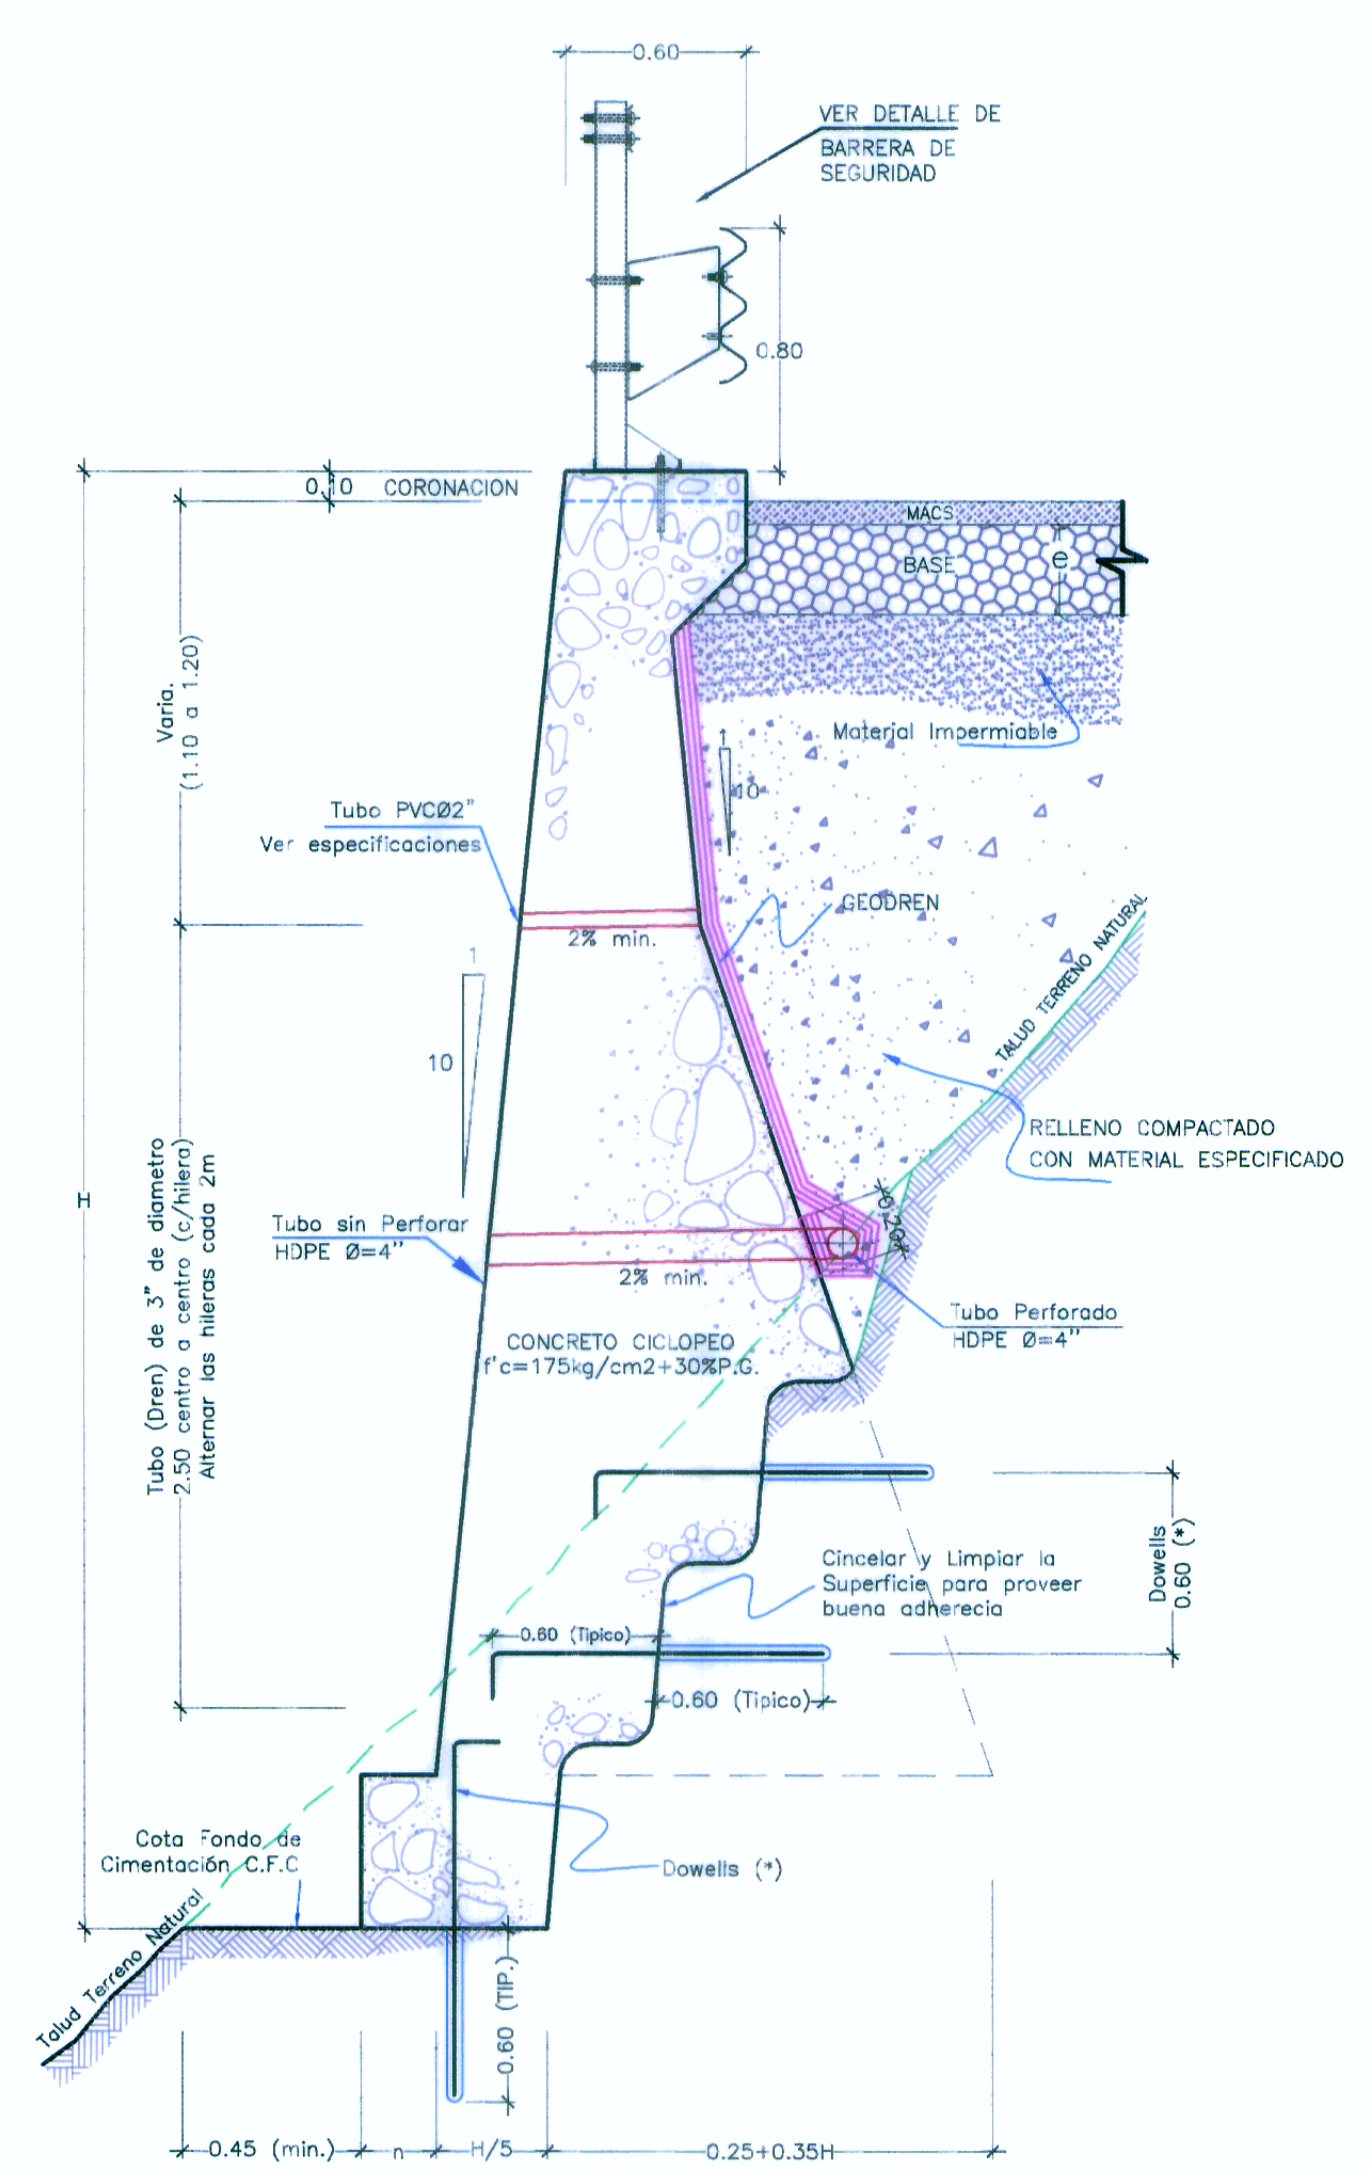 0.60
VER DETALLE DE
BARRERA DE
SEGURIDAD
0.80
0.10 CORONACION
MACS
BASE
e
Varia.
(1.10 a 1.20)
Material Impermiable
1
10
Tubo PVCØ2"
Ver especificaciones
GEODREN
2% min.
TALUD TERRENO NATURAL
1
10
RELLENO COMPACTADO
CON MATERIAL ESPECIFICADO
H
Tubo (Dren) de 3" de diametro
2.50 centro a centro (c/hilera)
Alternar las hileras cada 2m
0.20
Tubo sin Perforar
HDPE Ø=4"
2% min.
Tubo Perforado
HDPE Ø=4"
CONCRETO CICLOPEO
f'c=175kg/cm2+30%P.G.
Dowells
0.60 (*)
Cincelar y Limpiar la
Superficie para proveer
buena adherecia
0.60 (Tipico)
0.60 (Tipico)
Cota Fondo de
Cimentación C.F.C
Dowells (*)
Talud Terreno Natural
0.60 (TIP.)
0.45 (min.)
n
H/5
0.25+0.35H